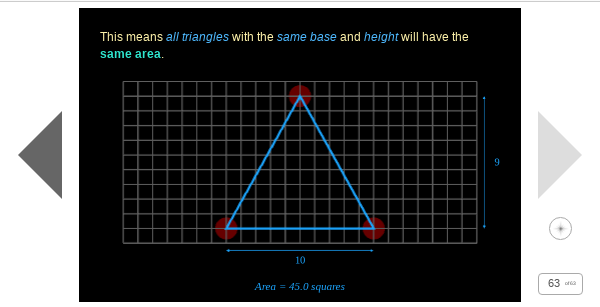 This means all triangles with the same base and height will have the
same area.
9
10
Area = 45.0 squares
63 of 63